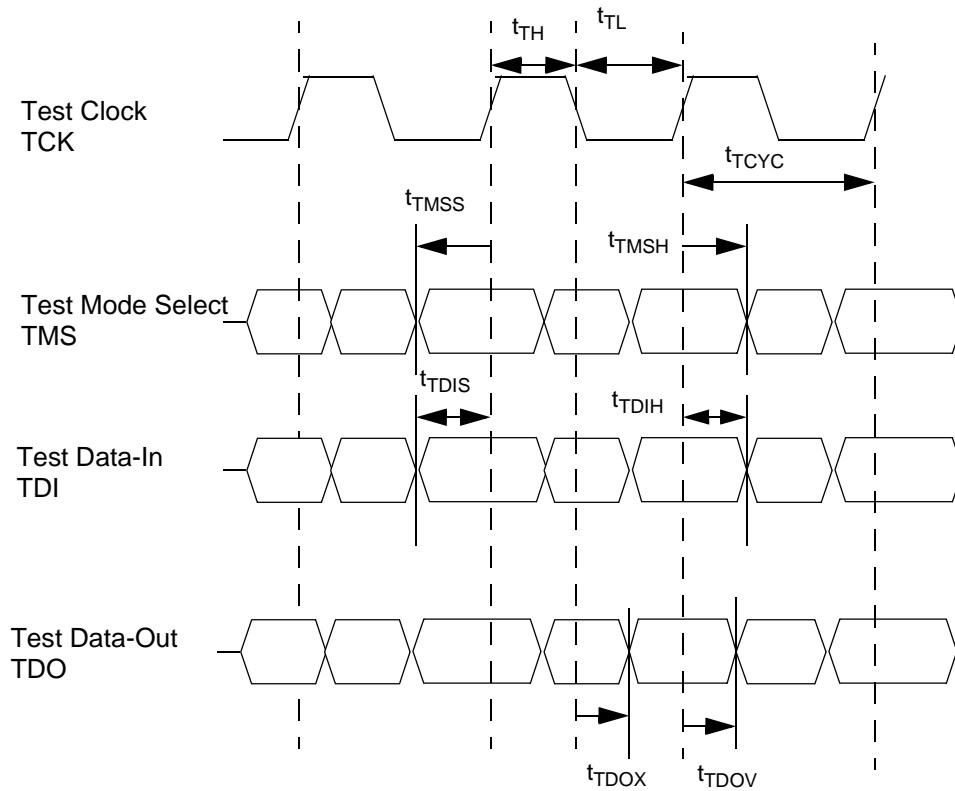 tTH
tTL
Test Clock
TCK
tTCYC
tTMSS
tTMSH
Test Mode Select
TMS
tTDIS
tTDIH
Test Data-In
TDI
Test Data-Out
TDO
tTDOX
tTDOV